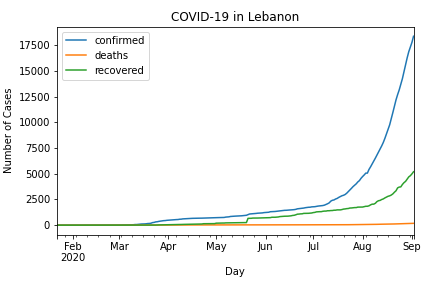 COVID-19 in Lebanon
confirmed
deaths
recovered
Number of Cases
17500
15000
12500
10000
7500
5000
2500
0
Feb Mar Apr May Jun Jul Aug Sep
2020
Day